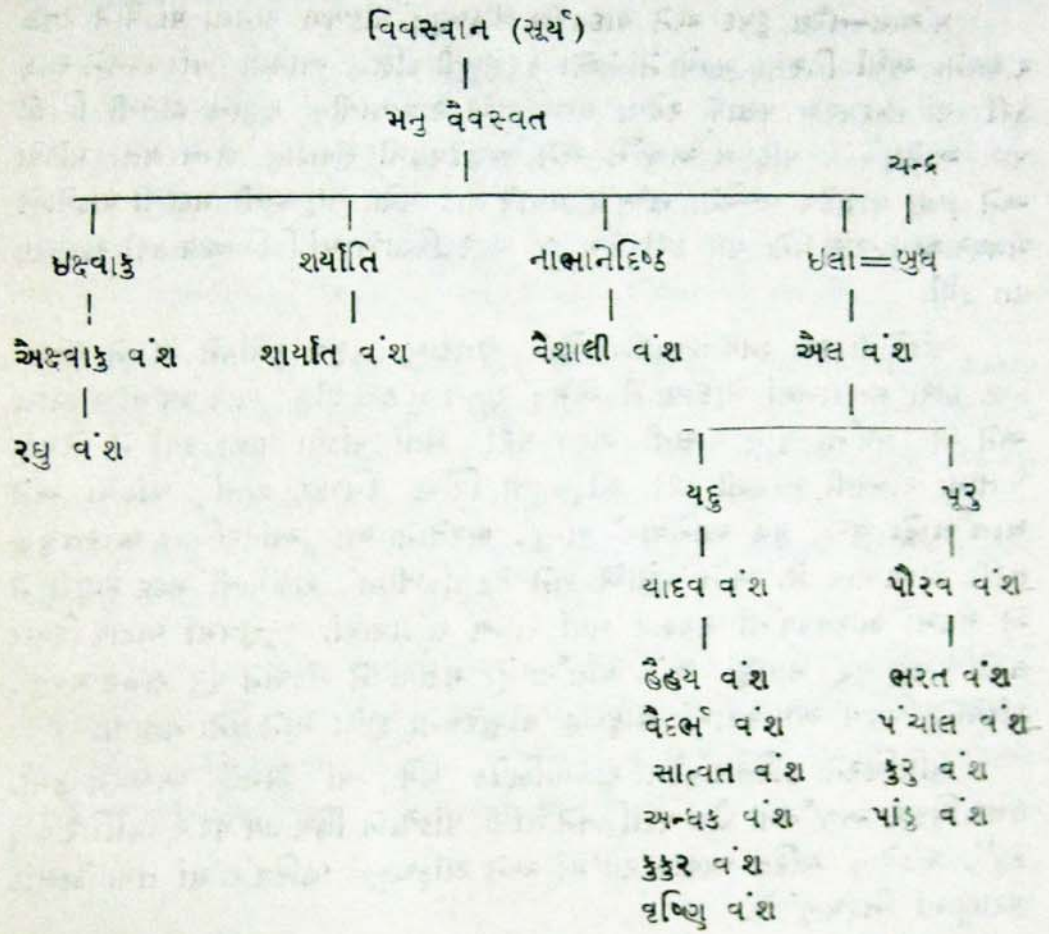 વિવસ્વાન (સૂર્ય)
મનુ વૈવસ્વત
ચન્દ્ર
ઇક્ષ્વાકુ શર્યાતિ નાભાનેદિષ્ઠ ઇલા=બુધ
ઐક્ષ્વાકુ વંશ શાર્યાત વંશ વૈશાલી વંશ ઐલ વંશ
રઘુ વંશ
યદુ પૂરુ
યાદવ વંશ પૌરવ વંશ
હૈહય વંશ ભરત વંશ
વૈદર્ભ વંશ પંચાલ વંશ
સાત્વત વંશ કુરુ વંશ
અન્ધક વંશ પાંડુ વંશ
કુકુર વંશ
વૃષ્ણિ વંશ